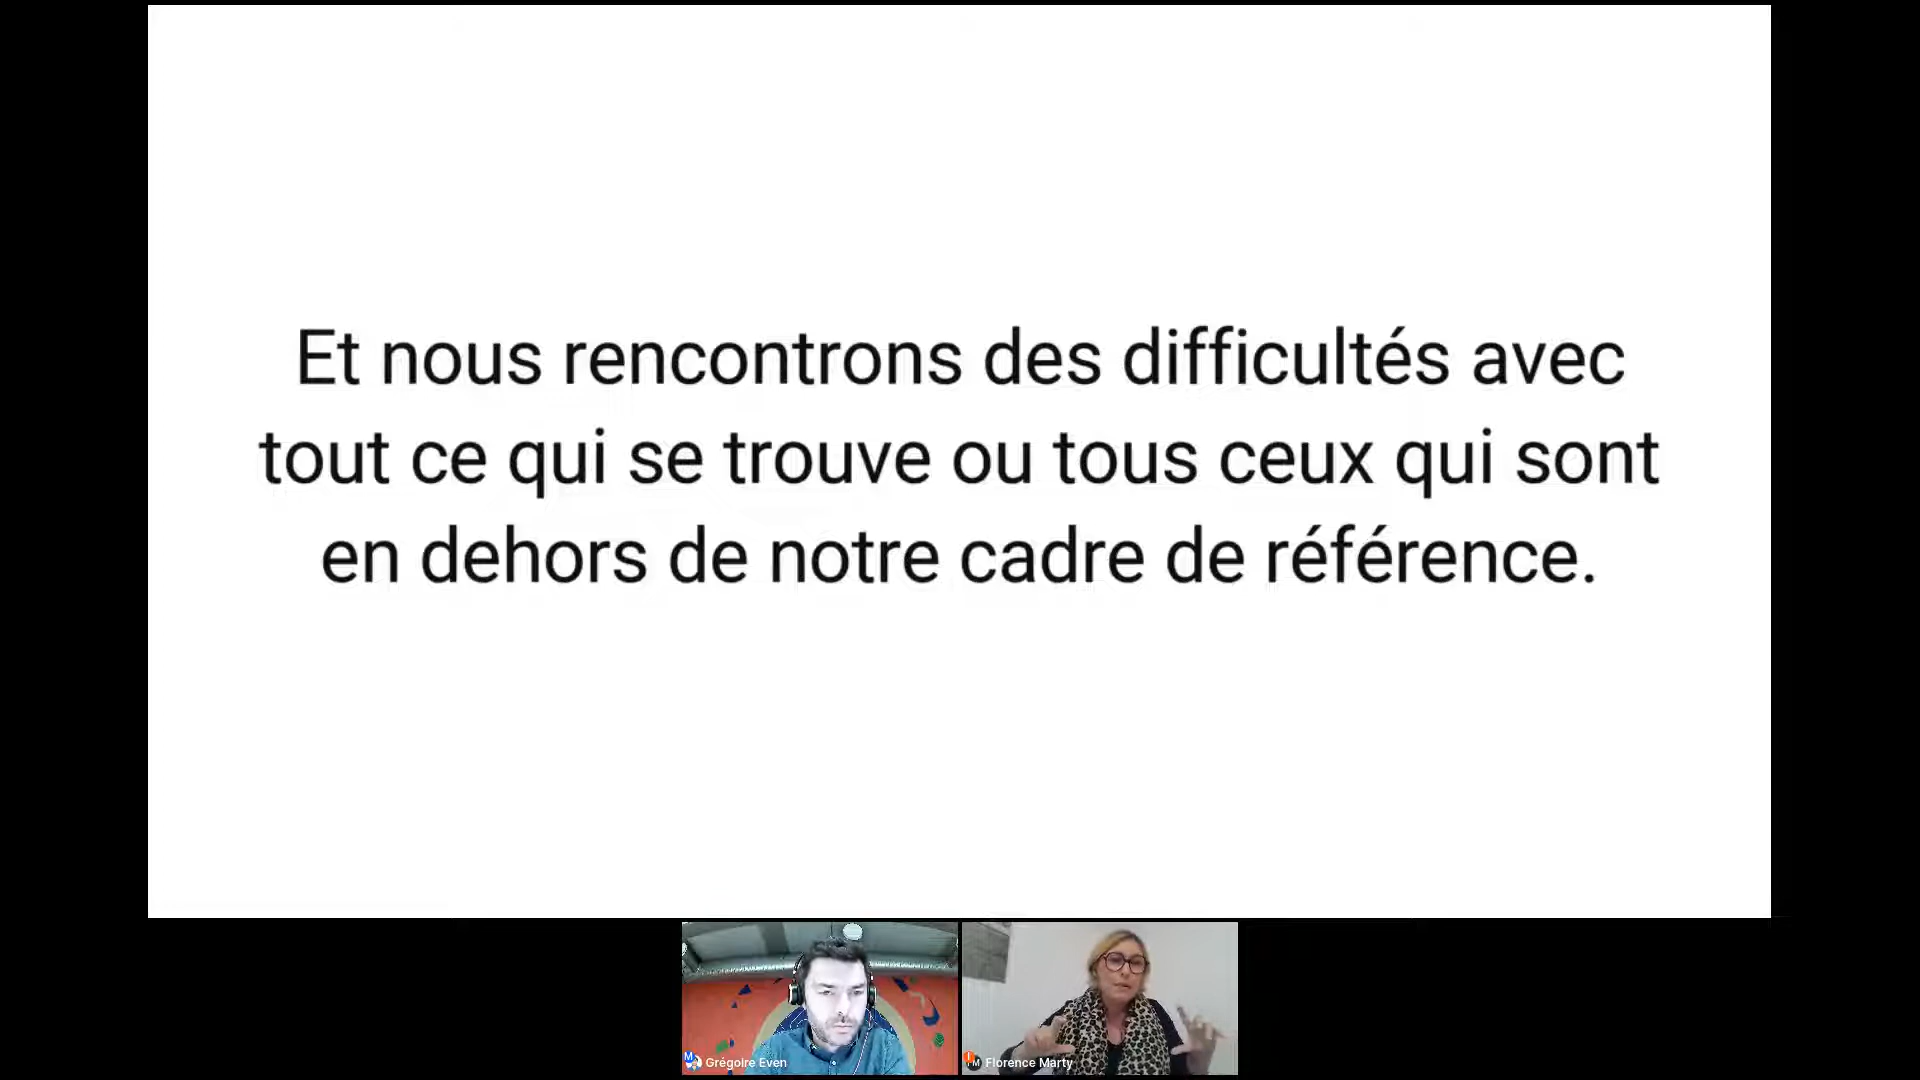 Et nous rencontrons des difficultés avec
tout ce qui se trouve ou tous ceux qui sont
en dehors de notre cadre de référence.
Grégoire Even
Florence Marty